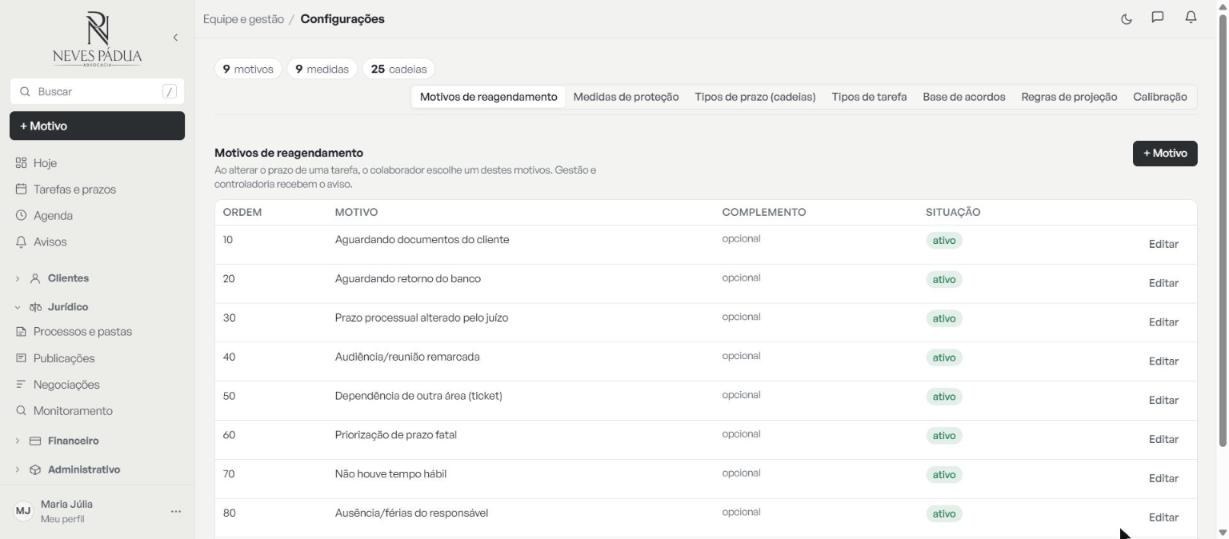 NEVES PÁDUA
ADVOCACIA
Buscar /
+ Motivo
Hoje
Tarefas e prazos
Agenda
Avisos
Clientes
Jurídico
Processos e pastas
Publicações
Negociações
Monitoramento
Financeiro
Administrativo
MJ
Maria Júlia
Meu perfil
Equipe e gestão / Configurações
9 motivos 9 medidas 25 cadeias
Motivos de reagendamento Medidas de proteção Tipos de prazo (cadeias) Tipos de tarefa Base de acordos Regras de projeção Calibração
Motivos de reagendamento
+ Motivo
Ao alterar o prazo de uma tarefa, o colaborador escolhe um destes motivos. Gestão e
controladoria recebem o aviso.
ORDEM MOTIVO COMPLEMENTO SITUAÇÃO
10 Aguardando documentos do cliente opcional ativo Editar
20 Aguardando retorno do banco opcional ativo Editar
30 Prazo processual alterado pelo juízo opcional ativo Editar
40 Audiência/reunião remarcada opcional ativo Editar
50 Dependência de outra área (ticket) opcional ativo Editar
60 Priorização de prazo fatal opcional ativo Editar
70 Não houve tempo hábil opcional ativo Editar
80 Ausência/férias do responsável opcional ativo Editar